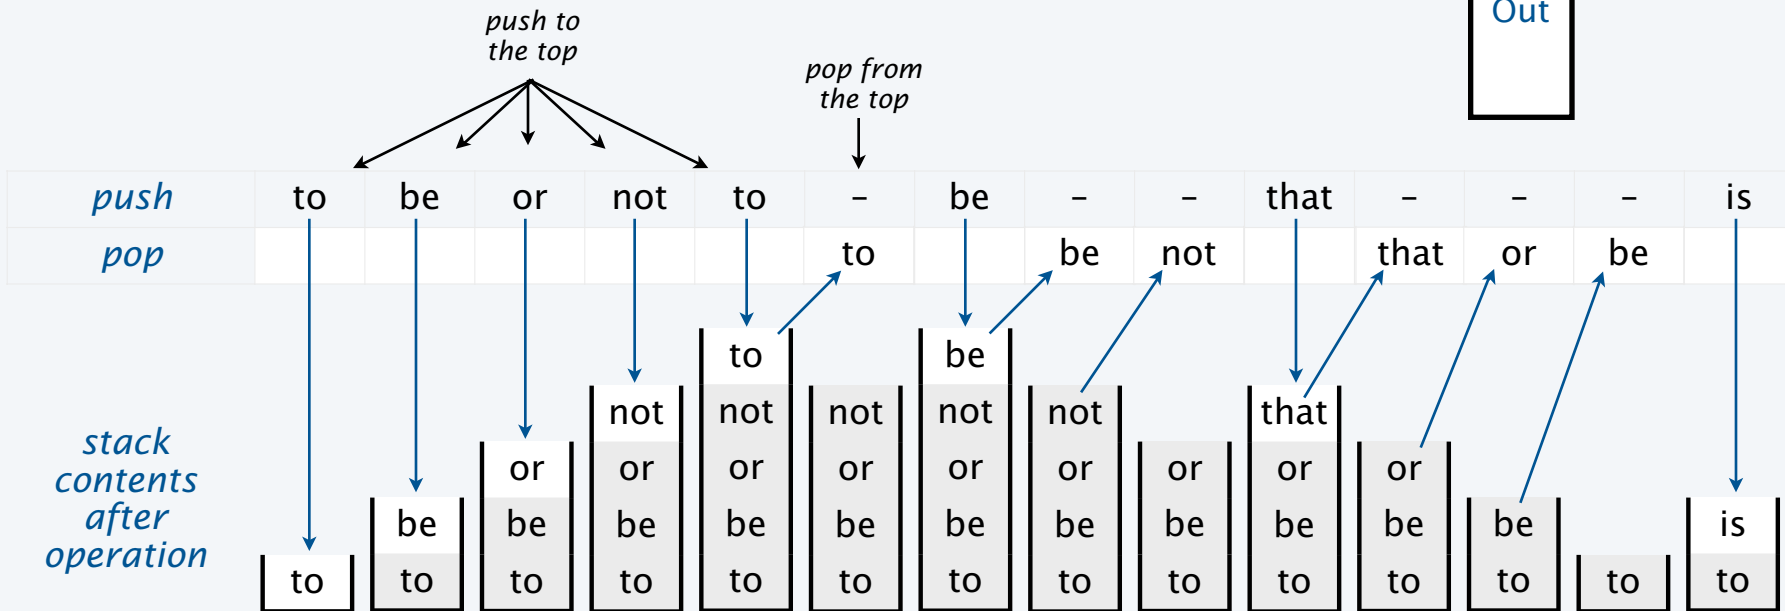 Out
push to
the top
pop from
the top
push to be or not to – be – – that – – – is
pop to be not that or be
to be
not not not not not that
or or or or or or or or or
be be be be be be be be be be be is
to to to to to to to to to to to to to to
stack
contents
after
operation